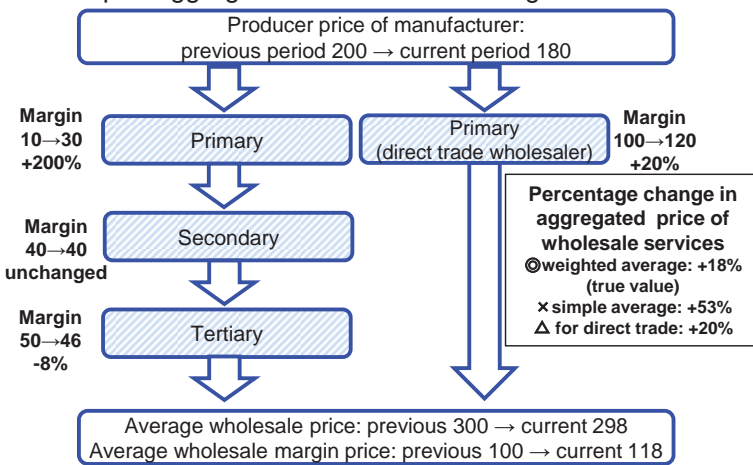 Producer price of manufacturer:
previous period 200 → current period 180
Margin
10→30
+200%
Primary
Primary
(direct trade wholesaler)
Margin
100→120
+20%
Margin
40→40
unchanged
Secondary
Margin
50→46
-8%
Tertiary
Percentage change in
aggregated price of
wholesale services
◎weighted average: +18%
(true value)
×simple average: +53%
△ for direct trade: +20%
Average wholesale price: previous 300 → current 298
Average wholesale margin price: previous 100 → current 118